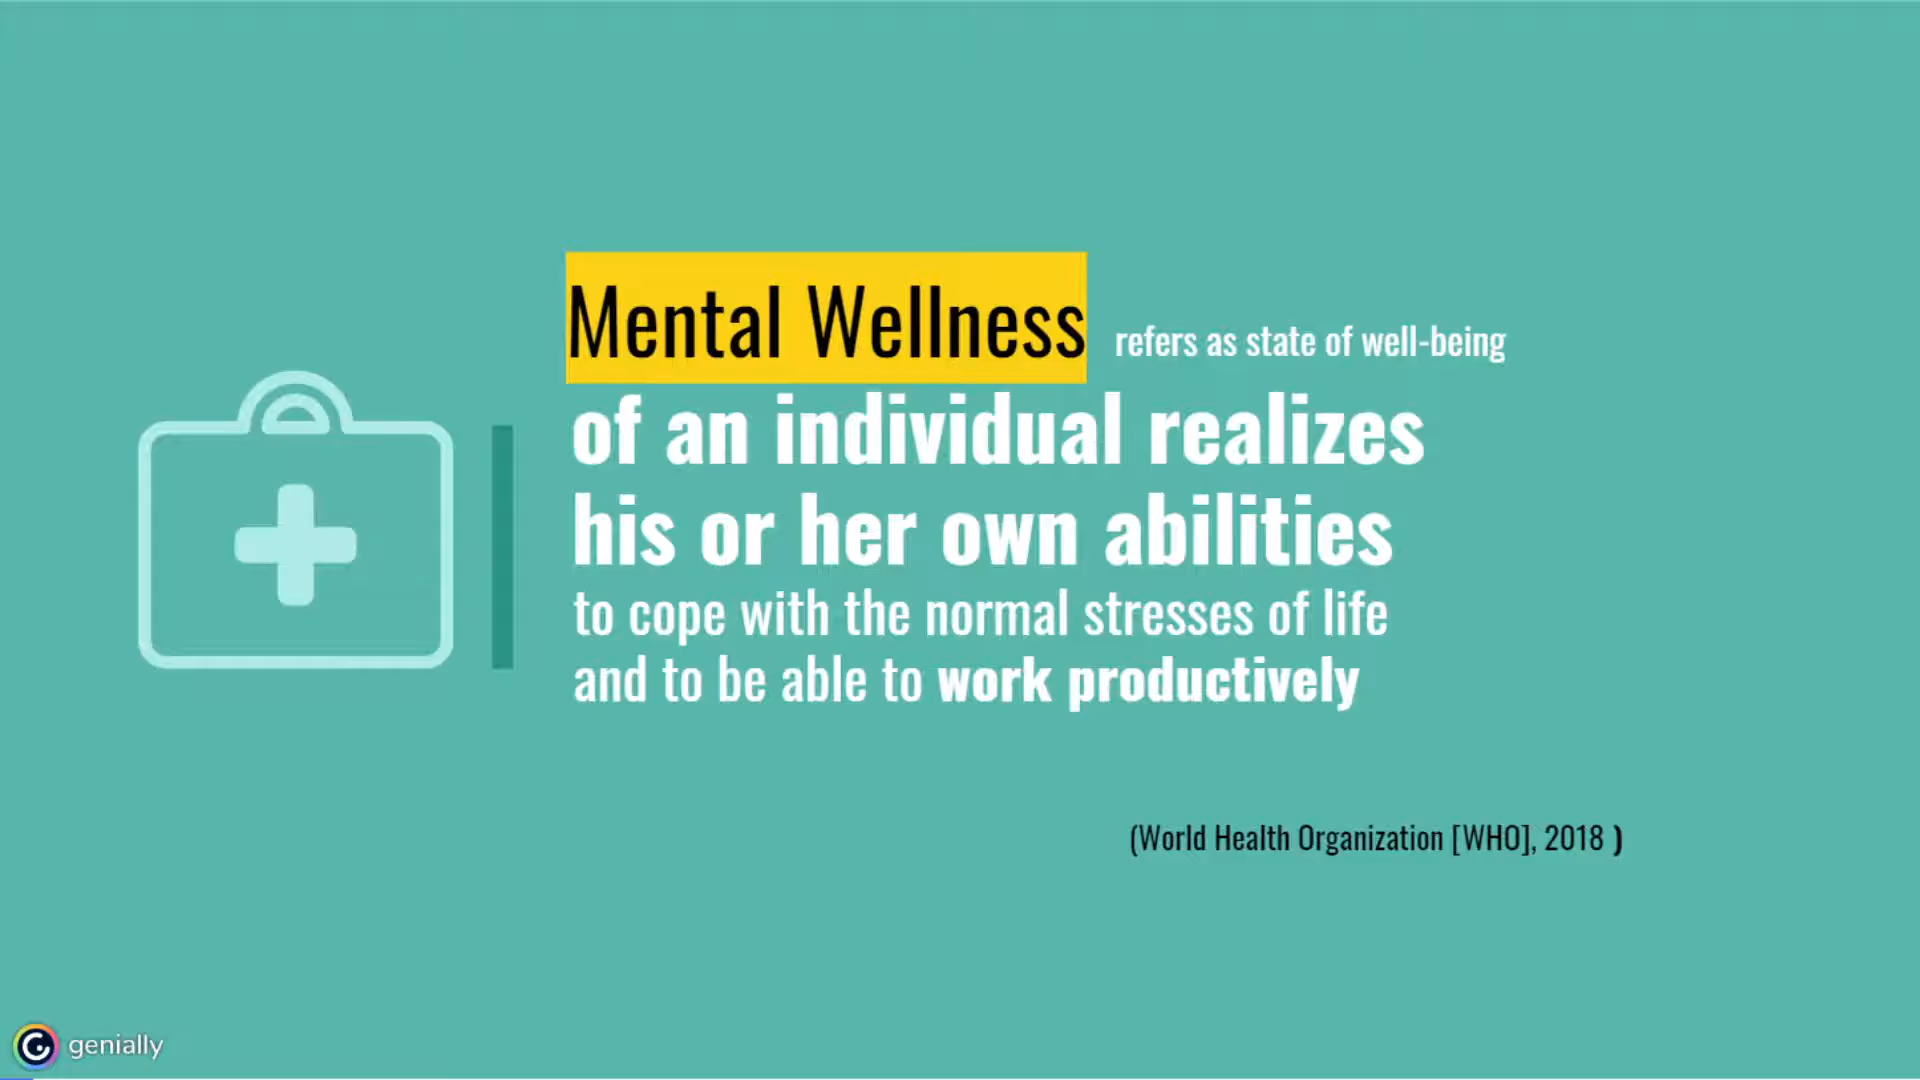 Mental Wellness refers as state of well-being
of an individual realizes
his or her own abilities
to cope with the normal stresses of life
and to be able to work productively
(World Health Organization [WHO], 2018 )
genially